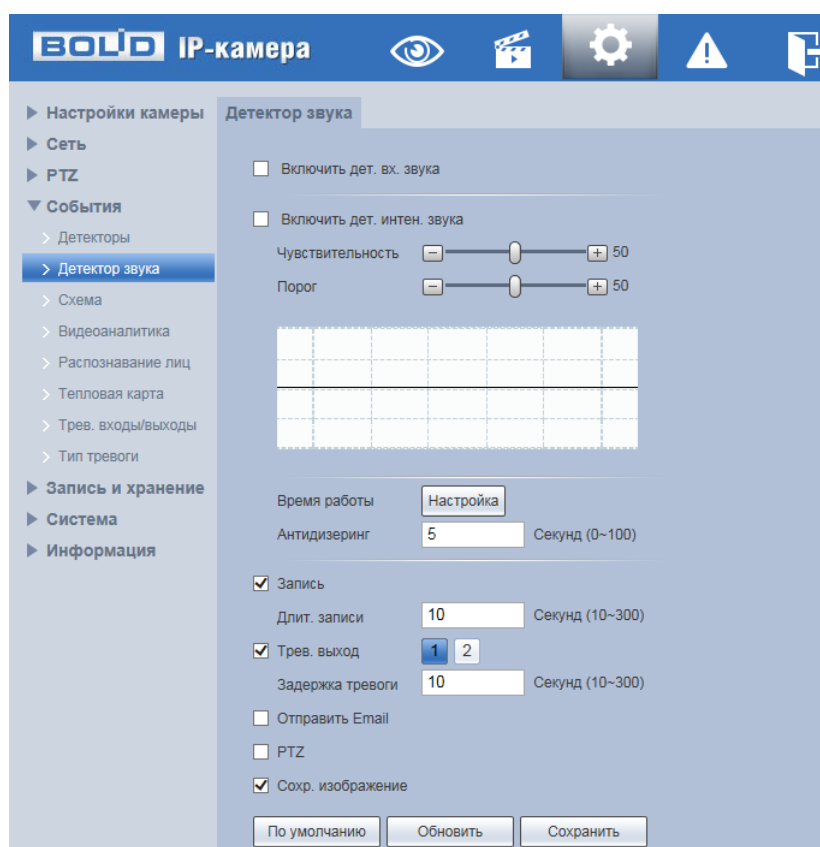 BOLID IP-камера
Настройки камеры
Сеть
PTZ
События
Детекторы
Детектор звука
Схема
Видеоаналитика
Распознавание лиц
Тепловая карта
Трев. входы/выходы
Тип тревоги
Запись и хранение
Система
Информация
Детектор звука
Включить дет. вх. звука
Включить дет. интен. звука
Чувствительность 50
Порог 50
Время работы Настройка
Антидизеринг 5 Секунд (0~100)
Запись
Длит. записи 10 Секунд (10~300)
Трев. выход 1 2
Задержка тревоги 10 Секунд (10~300)
Отправить Email
PTZ
Сохр. изображение
По умолчанию Обновить Сохранить